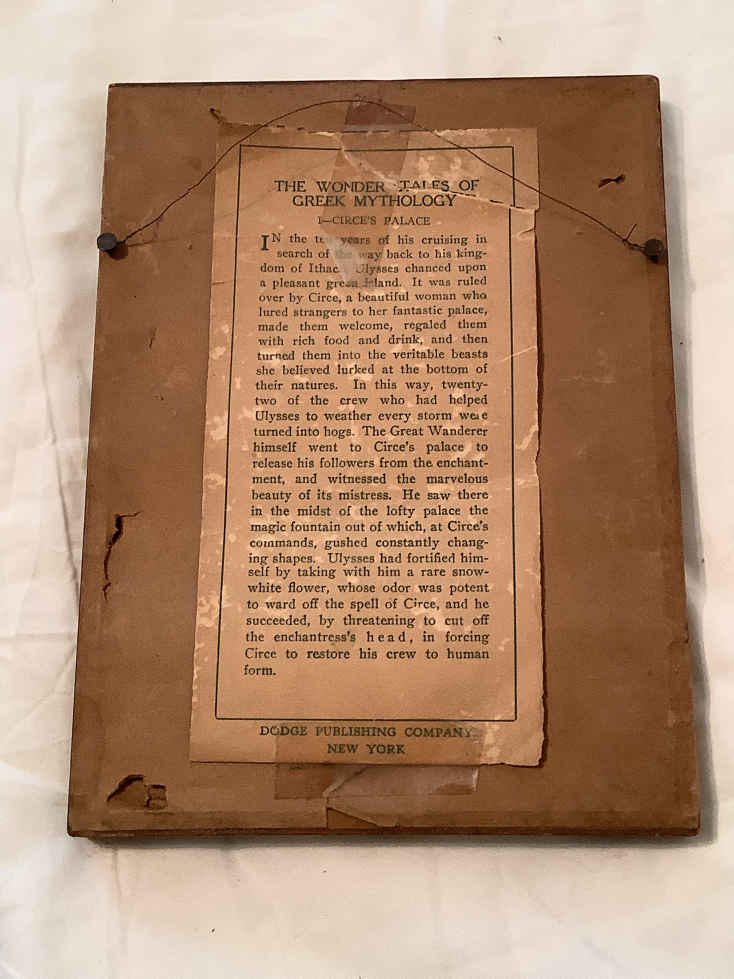 THE WONDER TALES OF
GREEK MYTHOLOGY
I—CIRCE'S PALACE
IN the ten years of his cruising in
search of the way back to his king-
dom of Ithaca Ulysses chanced upon
a pleasant green island. It was ruled
over by Circe, a beautiful woman who
lured strangers to her fantastic palace,
made them welcome, regaled them
with rich food and drink, and then
turned them into the veritable beasts
she believed lurked at the bottom of
their natures. In this way, twenty-
two of the crew who had helped
Ulysses to weather every storm were
turned into hogs. The Great Wanderer
himself went to Circe's palace to
release his followers from the enchant-
ment, and witnessed the marvelous
beauty of its mistress. He saw there
in the midst of the lofty palace the
magic fountain out of which, at Circe's
commands, gushed constantly chang-
ing shapes. Ulysses had fortified him-
self by taking with him a rare snow-
white flower, whose odor was potent
to ward off the spell of Circe, and he
succeeded, by threatening to cut off
the enchantress's head, in forcing
Circe to restore his crew to human
form.
DODGE PUBLISHING COMPANY
NEW YORK